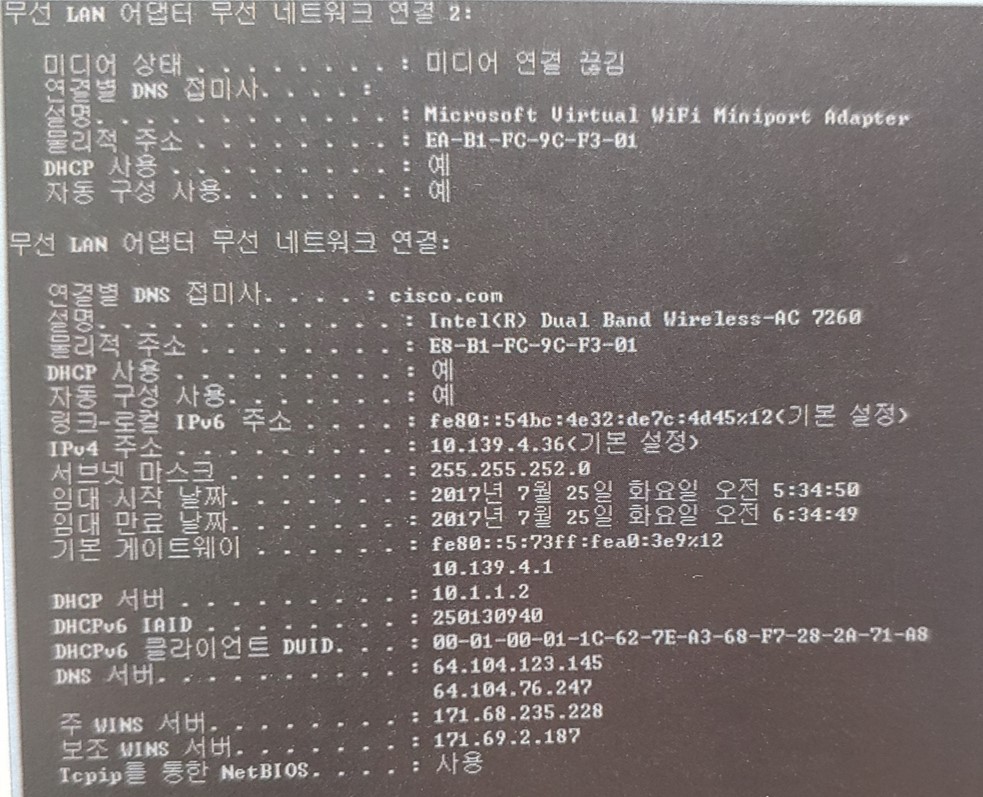 무선 LAN 어댑터 무선 네트워크 연결 2:
미디어 상태 . . . . . . . . : 미디어 연결 끊김
연결별 DNS 접미사. . . . :
설명. . . . . . . . . . . . : Microsoft Virtual WiFi Miniport Adapter
물리적 주소 . . . . . . . . : EA-B1-FC-9C-F3-01
DHCP 사용 . . . . . . . . . : 예
자동 구성 사용. . . . . . . : 예
무선 LAN 어댑터 무선 네트워크 연결:
연결별 DNS 접미사. . . . : cisco.com
설명. . . . . . . . . . . . : Intel(R) Dual Band Wireless-AC 7260
물리적 주소 . . . . . . . . : E8-B1-FC-9C-F3-01
DHCP 사용 . . . . . . . . . : 예
자동 구성 사용. . . . . . . : 예
링크-로컬 IPv6 주소 . . . . : fe80::54bc:4e32:de7c:4d45%12(기본 설정)
IPv4 주소 . . . . . . . . . : 10.139.4.36(기본 설정)
서브넷 마스크 . . . . . . . : 255.255.252.0
임대 시작 날짜. . . . . . . : 2017년 7월 25일 화요일 오전 5:34:50
임대 만료 날짜. . . . . . . : 2017년 7월 25일 화요일 오전 6:34:49
기본 게이트웨이 . . . . . . : fe80::5:73ff:fea0:3e9%12
10.139.4.1
DHCP 서버 . . . . . . . . . : 10.1.1.2
DHCPv6 IAID . . . . . . . . : 250130940
DHCPv6 클라이언트 DUID. . . : 00-01-00-01-1C-62-7E-A3-68-F7-28-2A-71-A8
DNS 서버. . . . . . . . . . : 64.104.123.145
64.104.76.247
주 WINS 서버. . . . . . . . : 171.68.235.228
보조 WINS 서버. . . . . . . : 171.69.2.187
Tcpip를 통한 NetBIOS. . . . : 사용